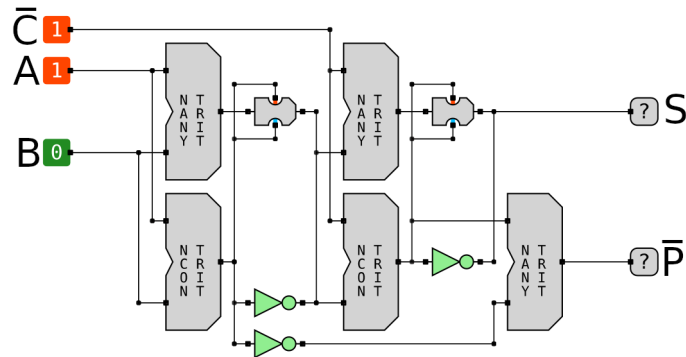 C̅ 1
A 1
B 0
NANY TRIT
NANY TRIT
? S
NCON TRIT
NCON TRIT
NANY TRIT
? P̅